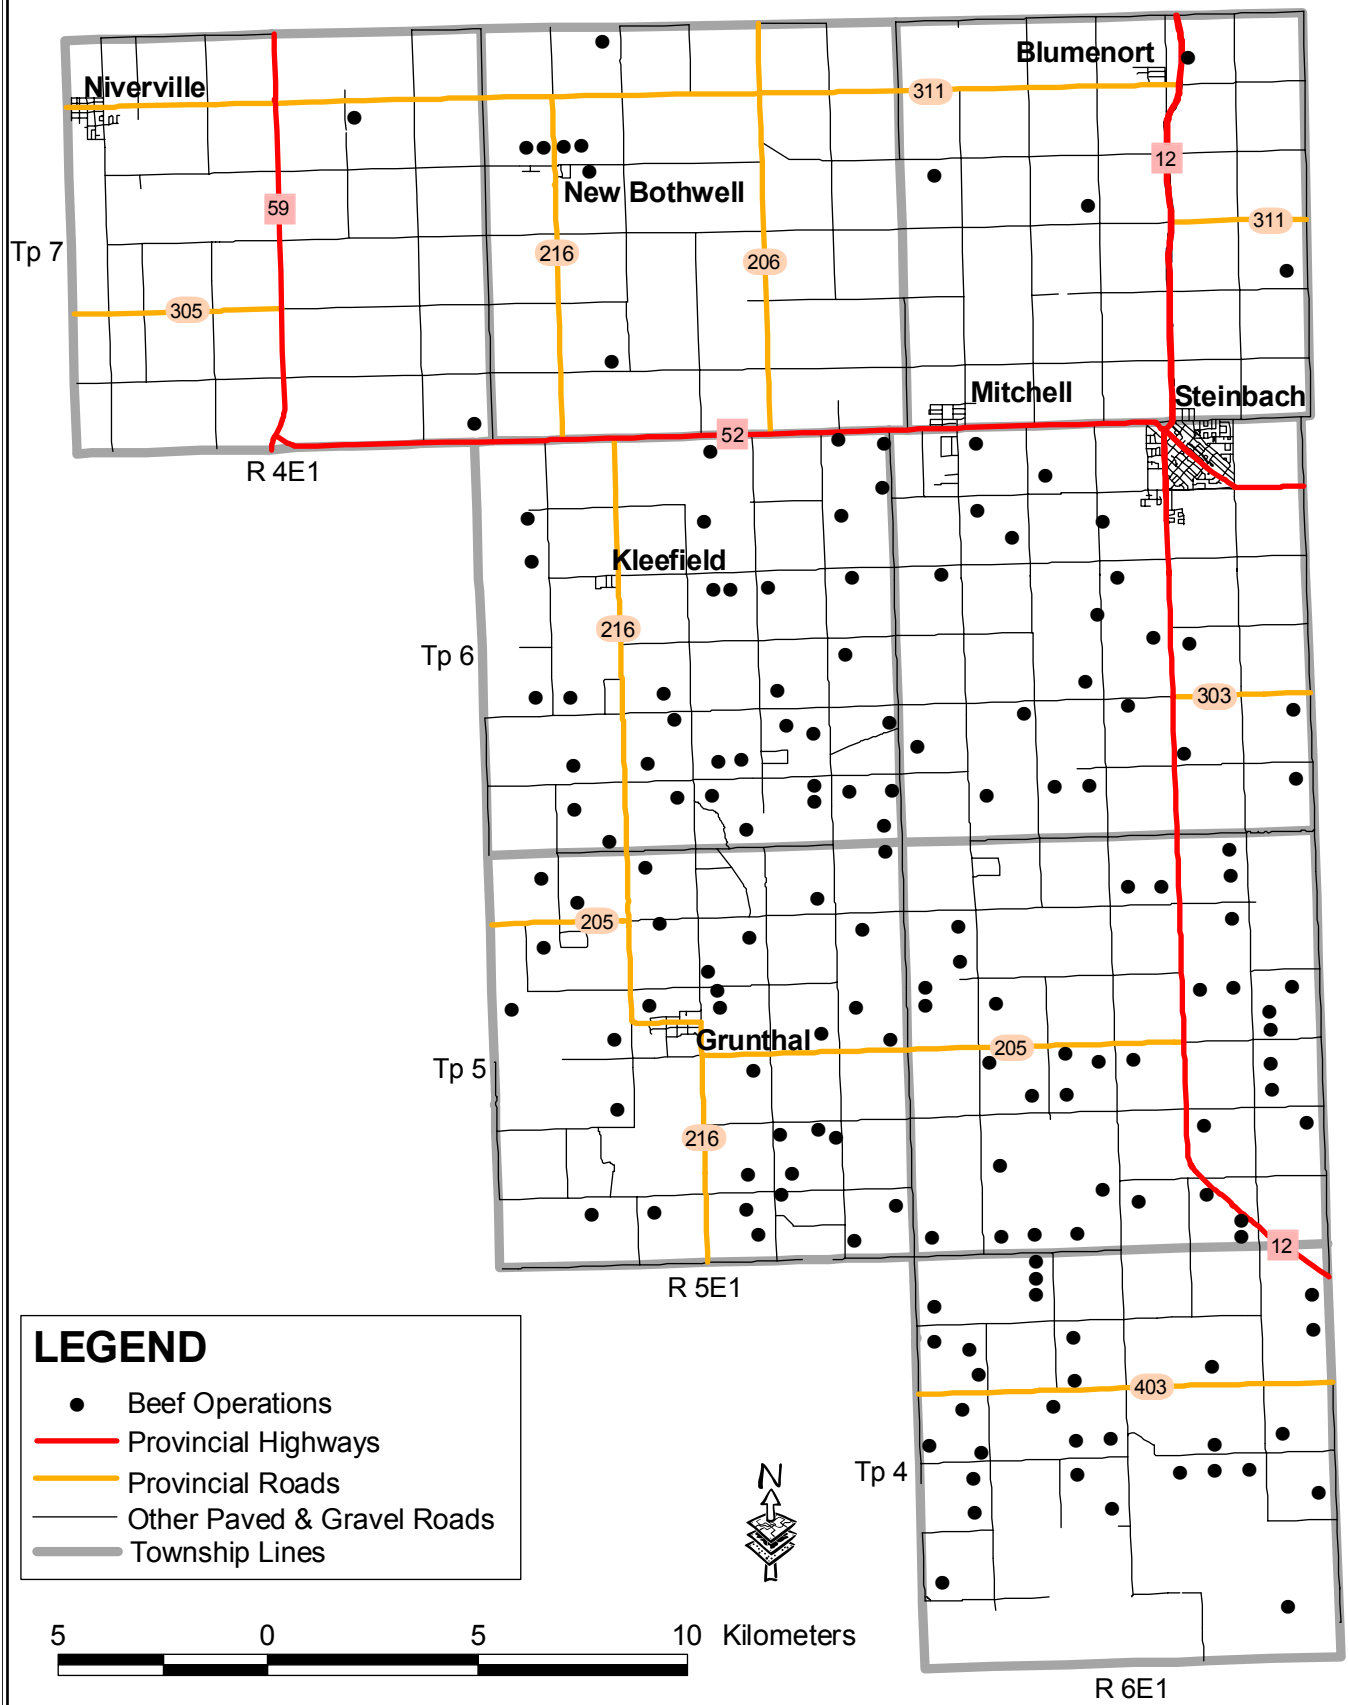 Blumenort
Niverville
311
12
New Bothwell
59
311
Tp 7
216
206
305
Mitchell
Steinbach
52
R 4E1
Kleefield
216
Tp 6
303
205
Grunthal
205
Tp 5
216
12
R 5E1
LEGEND
Beef Operations
403
Provincial Highways
Provincial Roads
N
Tp 4
Other Paved & Gravel Roads
Township Lines
5 0 5 10 Kilometers
R 6E1